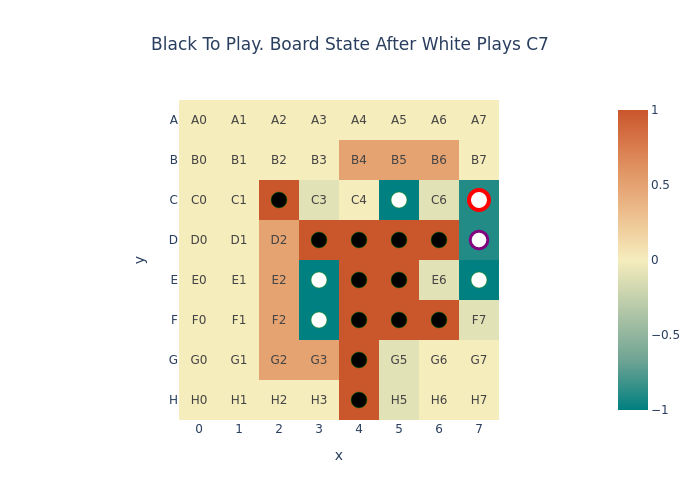 Black To Play. Board State After White Plays C7
A A0 A1 A2 A3 A4 A5 A6 A7 1
B B0 B1 B2 B3 B4 B5 B6 B7
C C0 C1 C3 C4 C6 0.5
D D0 D1 D2
y E E0 E1 E2 E6 0
F F0 F1 F2 F7 −0.5
G G0 G1 G2 G3 G5 G6 G7
H H0 H1 H2 H3 H5 H6 H7 −1
0 1 2 3 4 5 6 7
x